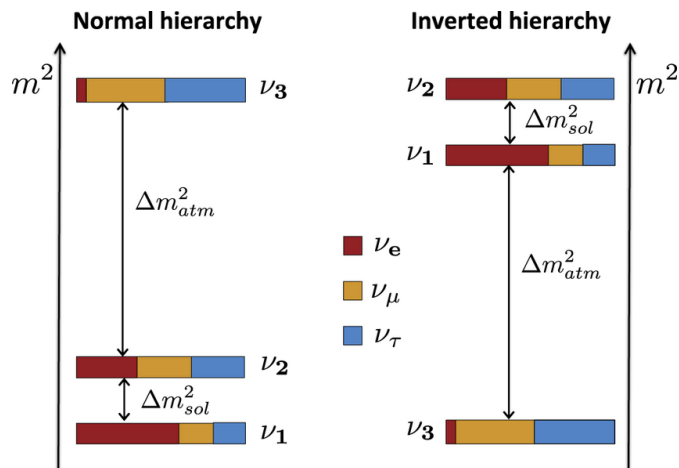 Normal hierarchy
Inverted hierarchy
m²
ν₃
Δm²ₐₜₘ
ν₂
Δm²ₛₒₗ
ν₁
ν₂
m²
Δm²ₛₒₗ
ν₁
νₑ
Δm²ₐₜₘ
ν_μ
ν_τ
ν₃